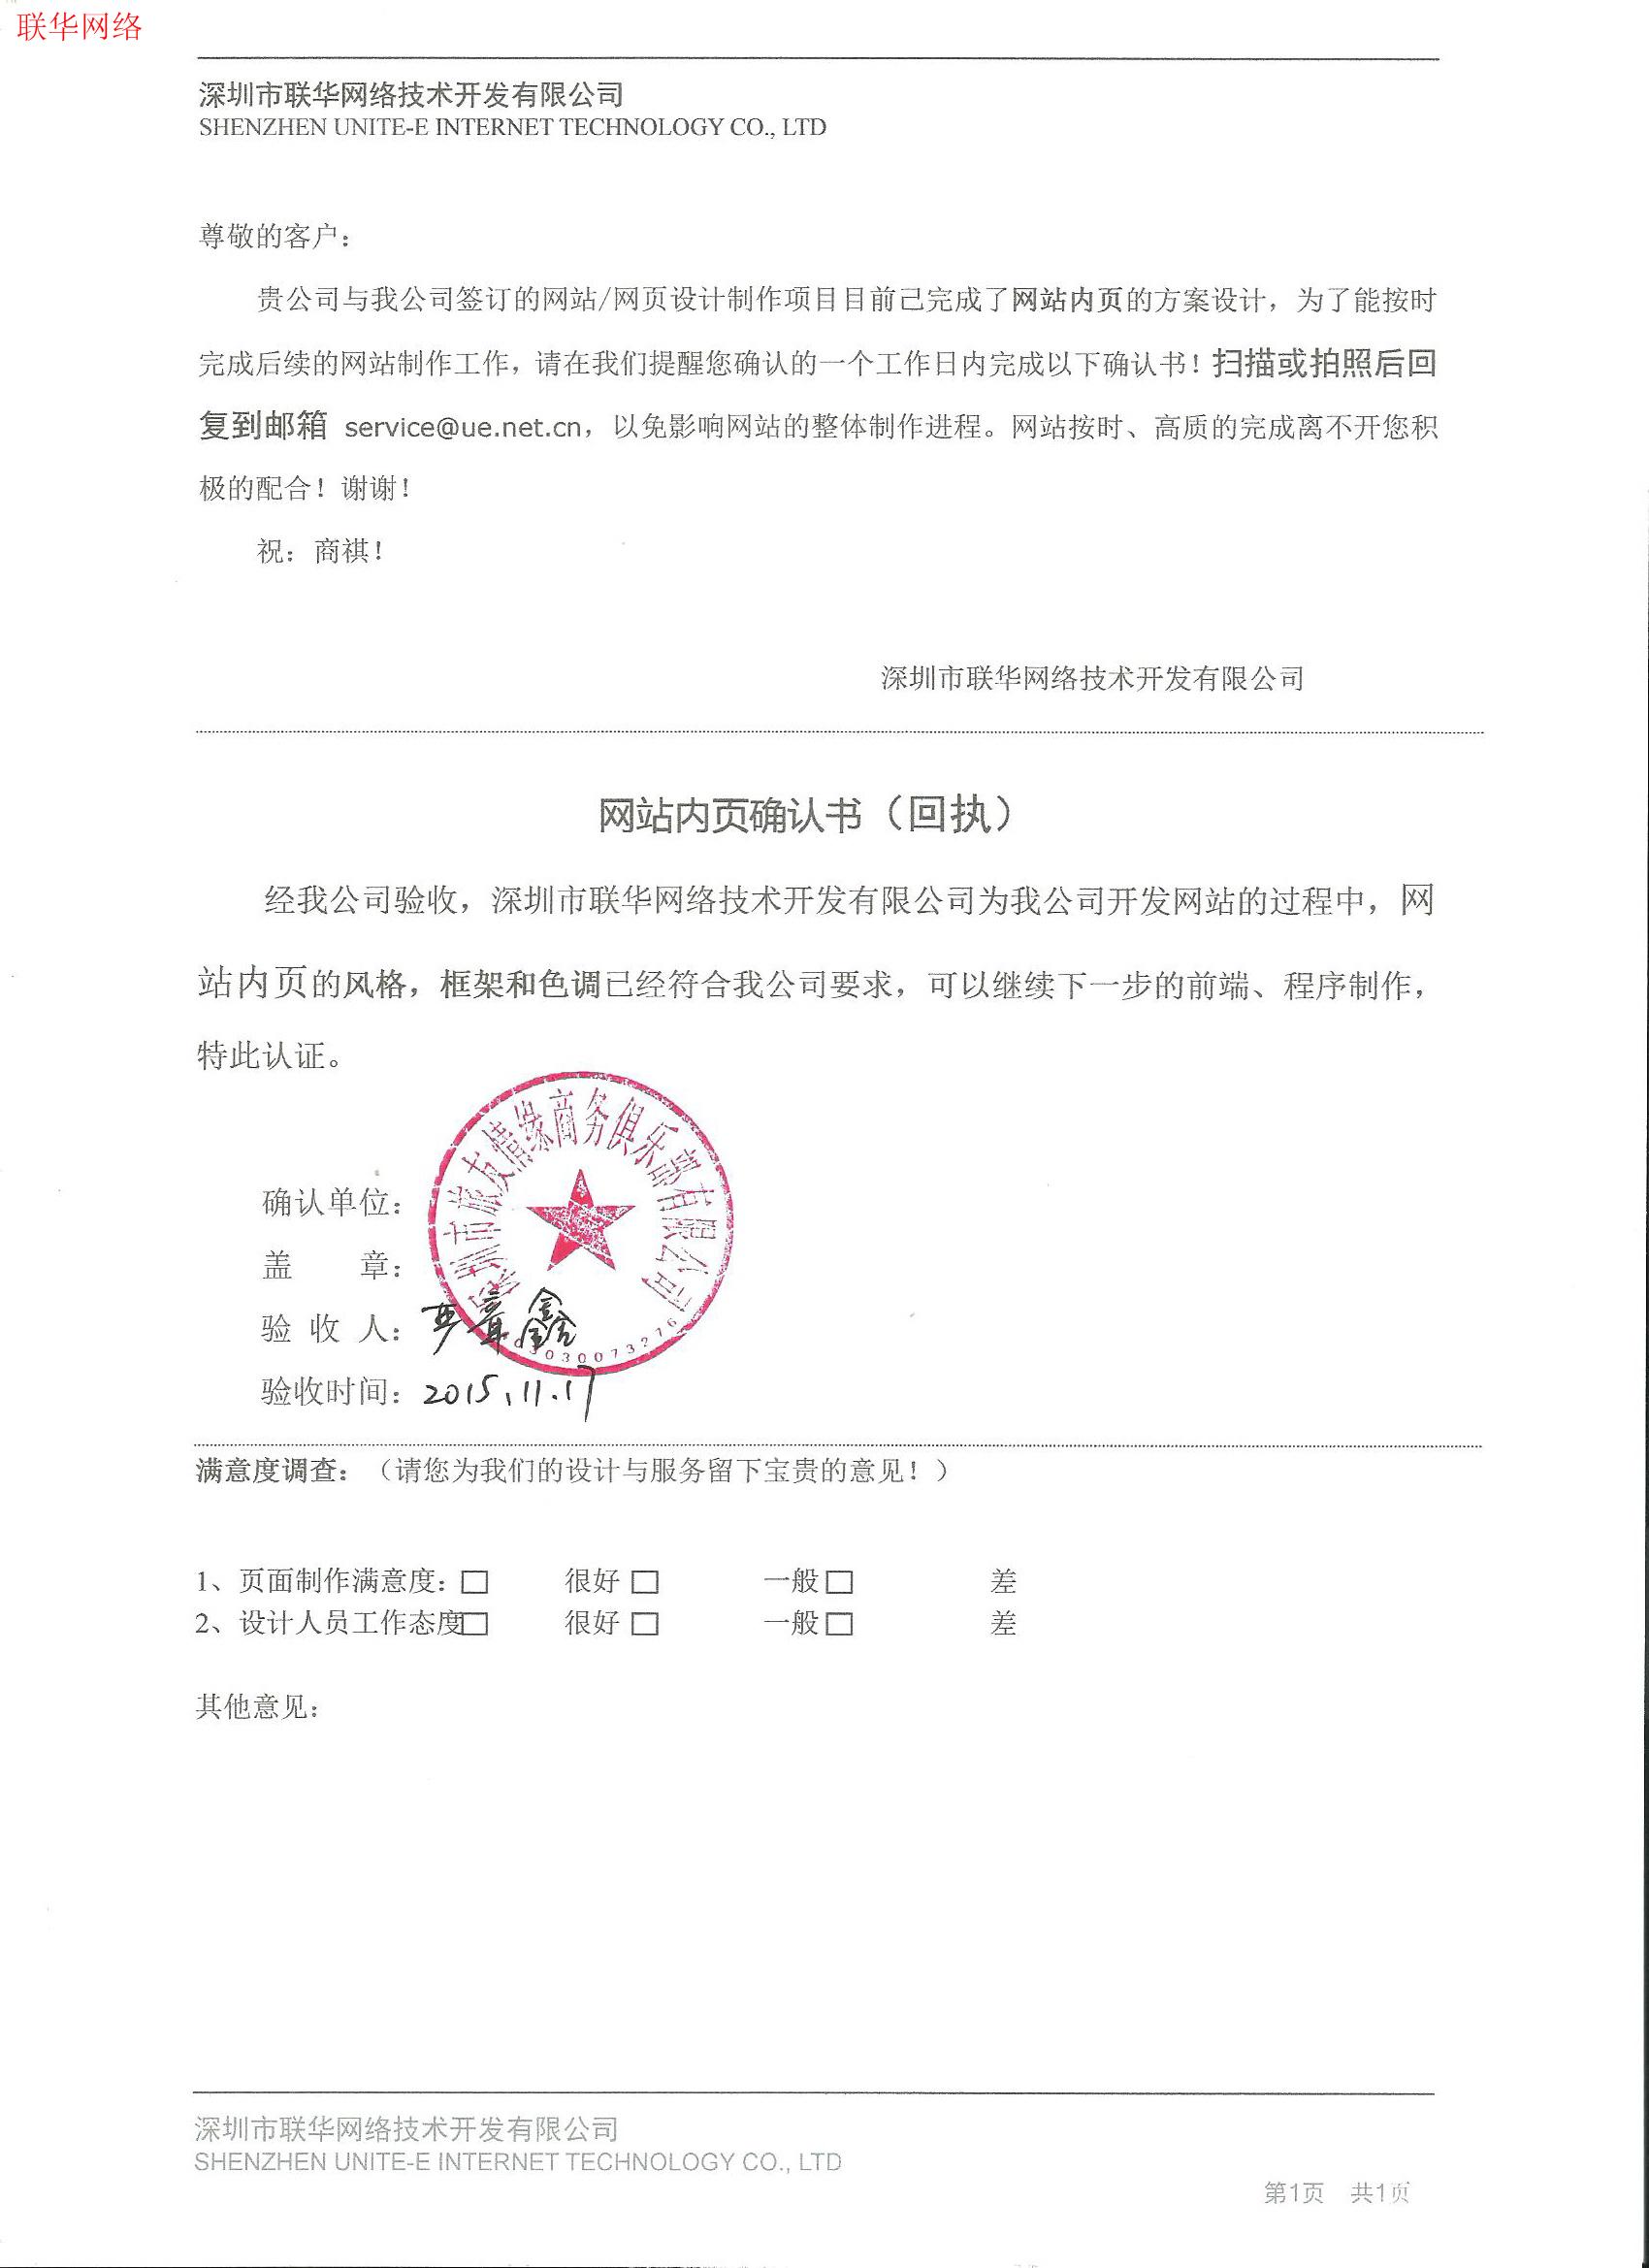 联华网络
深圳市联华网络技术开发有限公司
SHENZHEN UNITE-E INTERNET TECHNOLOGY CO., LTD
尊敬的客户：
贵公司与我公司签订的网站/网页设计制作项目目前己完成了网站内页的方案设计，为了能按时
完成后续的网站制作工作，请在我们提醒您确认的一个工作日内完成以下确认书！扫描或拍照后回
复到邮箱 service@ue.net.cn，以免影响网站的整体制作进程。网站按时、高质的完成离不开您积
极的配合！谢谢！
祝：商祺！
深圳市联华网络技术开发有限公司
网站内页确认书（回执）
经我公司验收，深圳市联华网络技术开发有限公司为我公司开发网站的过程中，网
站内页的风格，框架和色调已经符合我公司要求，可以继续下一步的前端、程序制作，
特此认证。
深圳市旅友情缘商务俱乐部有限公司
确认单位：
盖 章：
验 收 人： 章鑫
验收时间：2015.11.17
满意度调查：（请您为我们的设计与服务留下宝贵的意见！）
1、页面制作满意度：□ 很好 □ 一般 □ 差
2、设计人员工作态度□ 很好 □ 一般 □ 差
其他意见：
深圳市联华网络技术开发有限公司
SHENZHEN UNITE-E INTERNET TECHNOLOGY CO., LTD
第1页 共1页